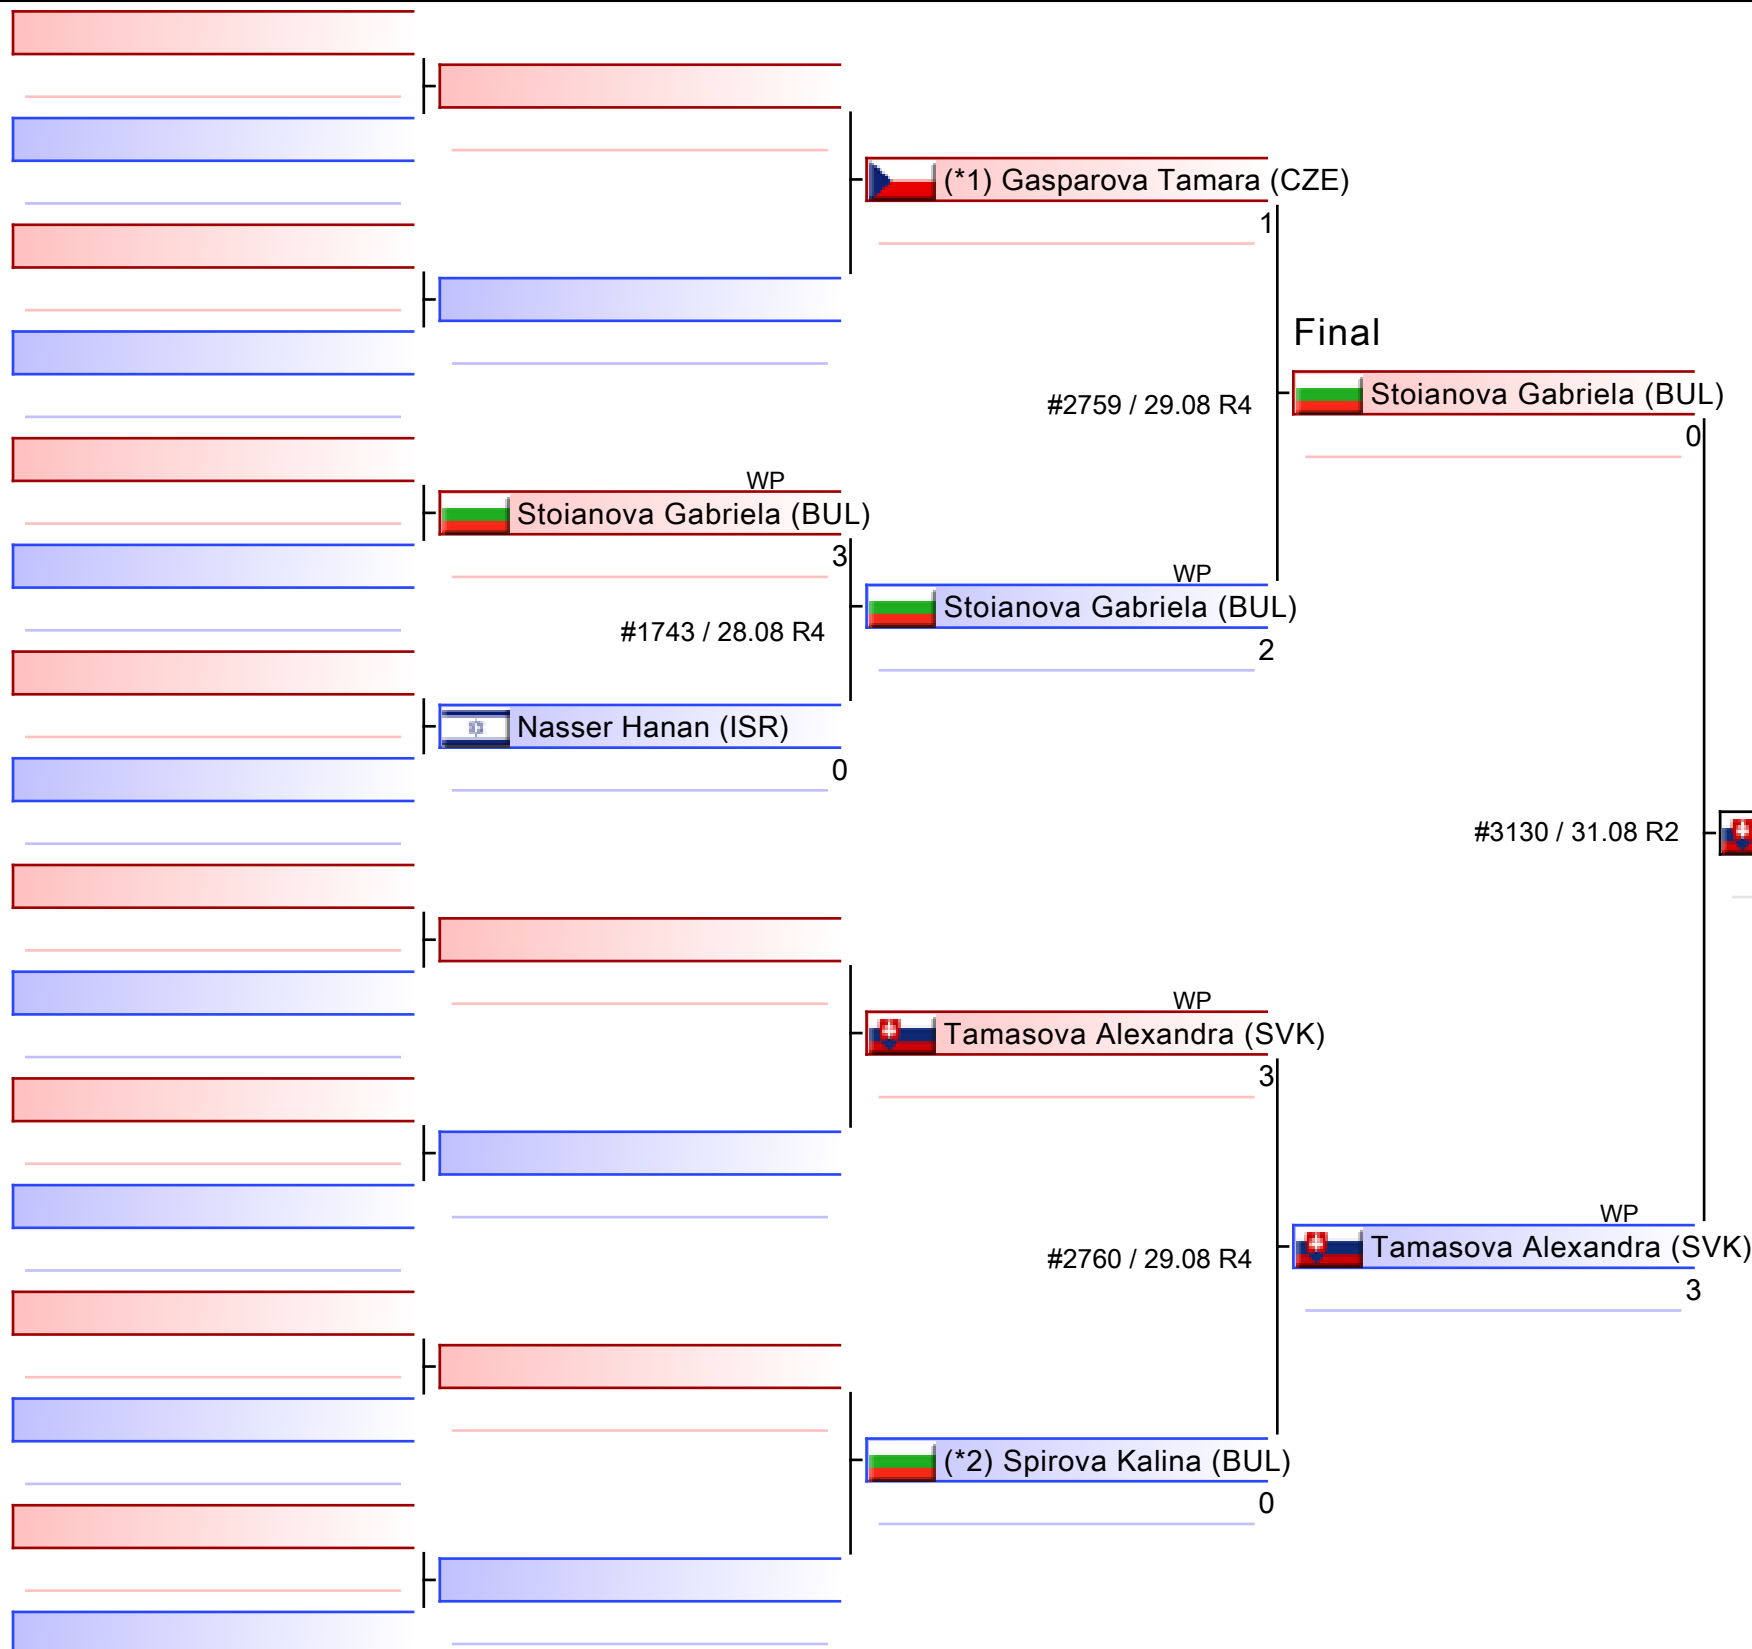 (*1) Gasparova Tamara (CZE)
1
Final
#2759 / 29.08 R4
Stoianova Gabriela (BUL)
0
WP
Stoianova Gabriela (BUL)
3
WP
Stoianova Gabriela (BUL)
#1743 / 28.08 R4
2
Nasser Hanan (ISR)
0
#3130 / 31.08 R2
WP
Tamasova Alexandra (SVK)
3
WP
#2760 / 29.08 R4
Tamasova Alexandra (SVK)
3
(*2) Spirova Kalina (BUL)
0